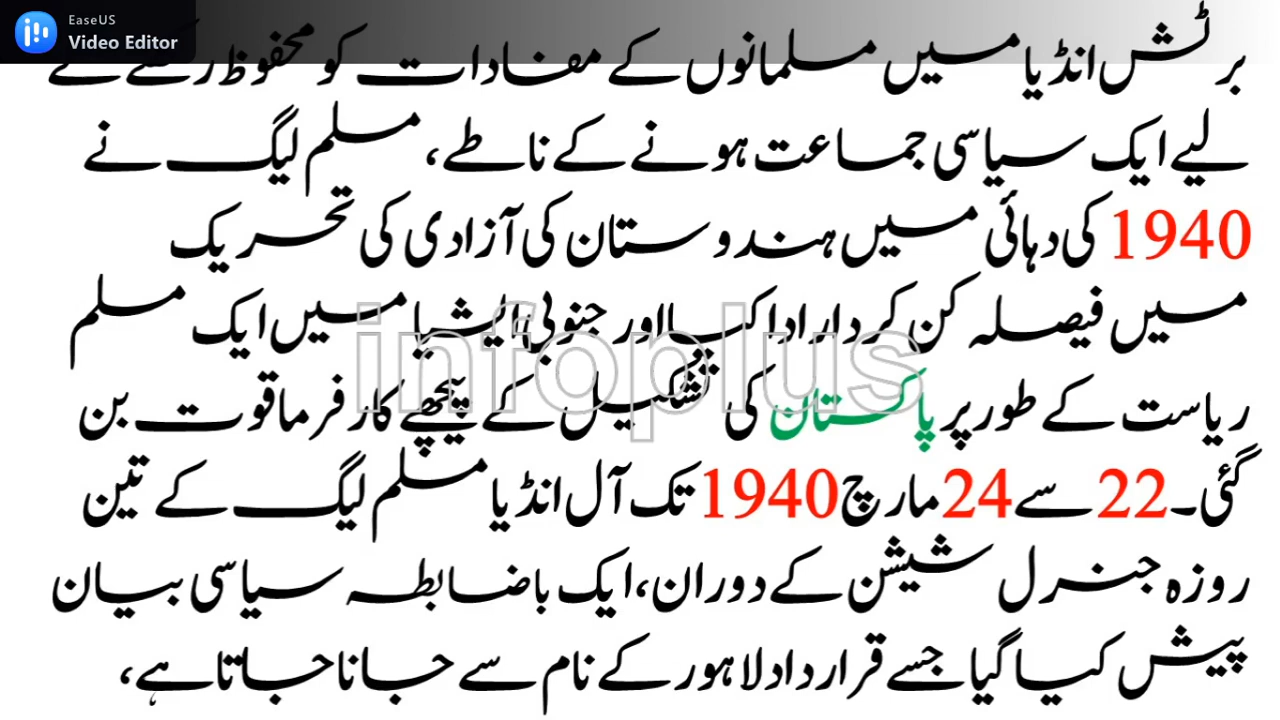 EaseUS
Video Editor
برٹش انڈیا میں مسلمانوں کے مفادات کو محفوظ رکھنے کے
لیے ایک سیاسی جماعت ہونے کے ناطے، مسلم لیگ نے
1940 کی دہائی میں ہندوستان کی آزادی کی تحریک
میں فیصلہ کن کردار ادا کیا اور جنوبی ایشیا میں ایک مسلم
infoplus
ریاست کے طور پر پاکستان کی تشکیل کے پیچھے کارفرما قوت بن
گئی۔ 22 سے 24 مارچ 1940 تک آل انڈیا مسلم لیگ کے تین
روزہ جنرل سیشن کے دوران، ایک باضابطہ سیاسی بیان
پیش کیا گیا جسے قرارداد لاہور کے نام سے جانا جاتا ہے،